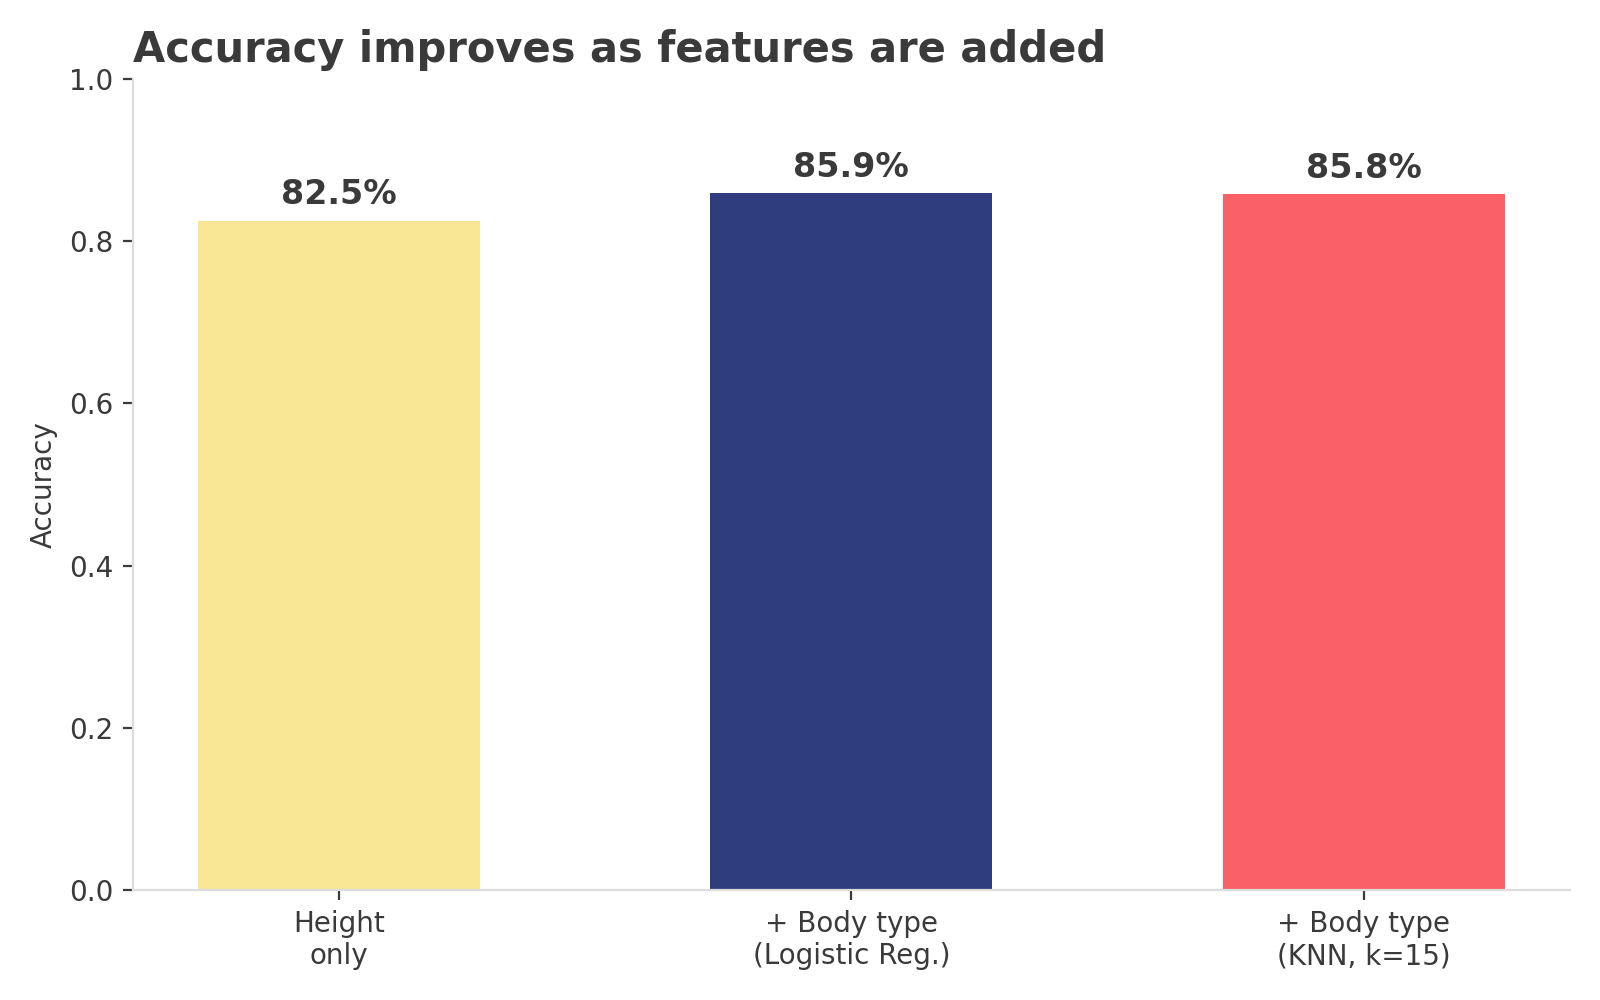 Accuracy improves as features are added
1.0
0.8
0.6
0.4
0.2
0.0
Accuracy
82.5%
85.9%
85.8%
Height
only
+ Body type
(Logistic Reg.)
+ Body type
(KNN, k=15)